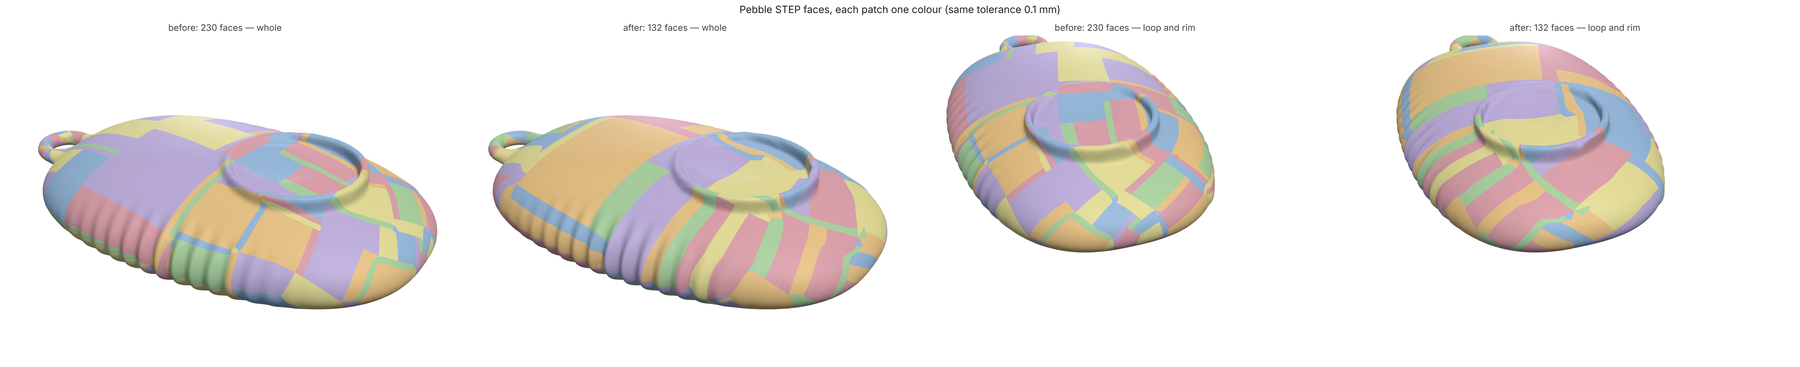 Pebble STEP faces, each patch one colour (same tolerance 0.1 mm)
before: 230 faces — whole
after: 132 faces — whole
before: 230 faces — loop and rim
after: 132 faces — loop and rim